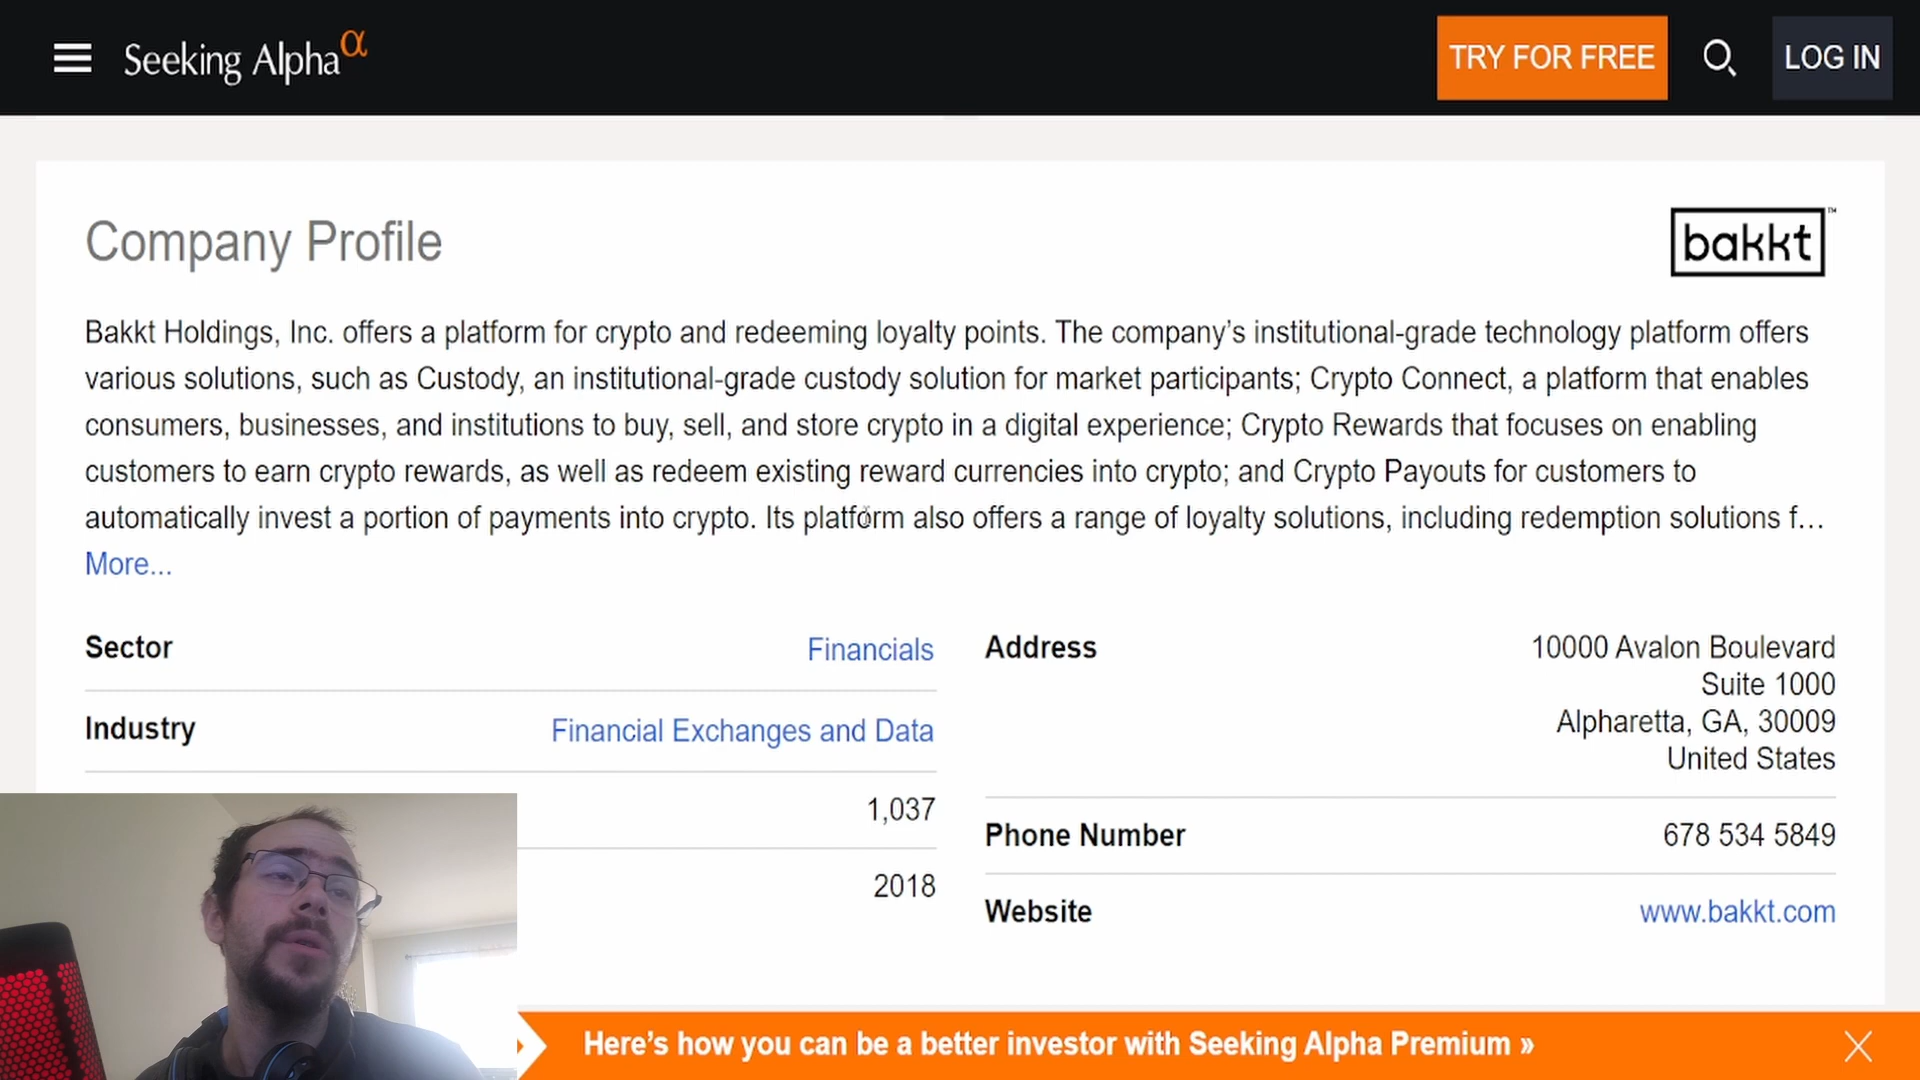 Seeking Alpha α
TRY FOR FREE
LOG IN
Company Profile
bakkt™
Bakkt Holdings, Inc. offers a platform for crypto and redeeming loyalty points. The company’s institutional-grade technology platform offers
various solutions, such as Custody, an institutional-grade custody solution for market participants; Crypto Connect, a platform that enables
consumers, businesses, and institutions to buy, sell, and store crypto in a digital experience; Crypto Rewards that focuses on enabling
customers to earn crypto rewards, as well as redeem existing reward currencies into crypto; and Crypto Payouts for customers to
automatically invest a portion of payments into crypto. Its platform also offers a range of loyalty solutions, including redemption solutions f…
More...
Sector Financials
Industry Financial Exchanges and Data
1,037
2018
Address 10000 Avalon Boulevard
Suite 1000
Alpharetta, GA, 30009
United States
Phone Number 678 534 5849
Website www.bakkt.com
Here’s how you can be a better investor with Seeking Alpha Premium »